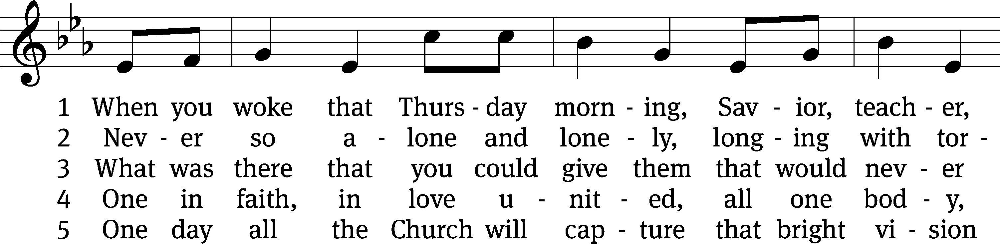 1 When you woke that Thurs - day morn - ing, Sav - ior, teach - er,
2 Nev - er so a - lone and lone - ly, long - ing with tor -
3 What was there that you could give them that would nev - er
4 One in faith, in love u - nit - ed, all one bod - y,
5 One day all the Church will cap - ture that bright vi - sion